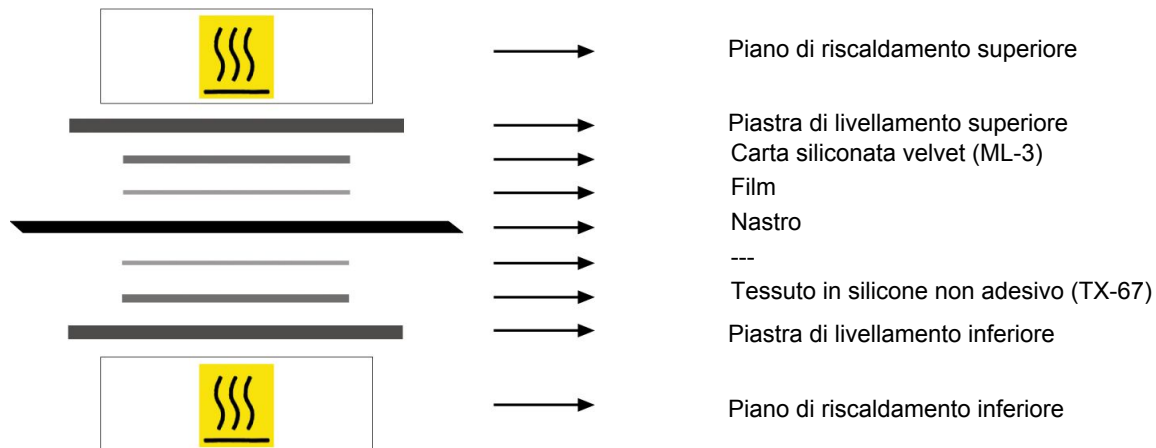 Piano di riscaldamento superiore
Piastra di livellamento superiore
Carta siliconata velvet (ML-3)
Film
Nastro
---
Tessuto in silicone non adesivo (TX-67)
Piastra di livellamento inferiore
Piano di riscaldamento inferiore